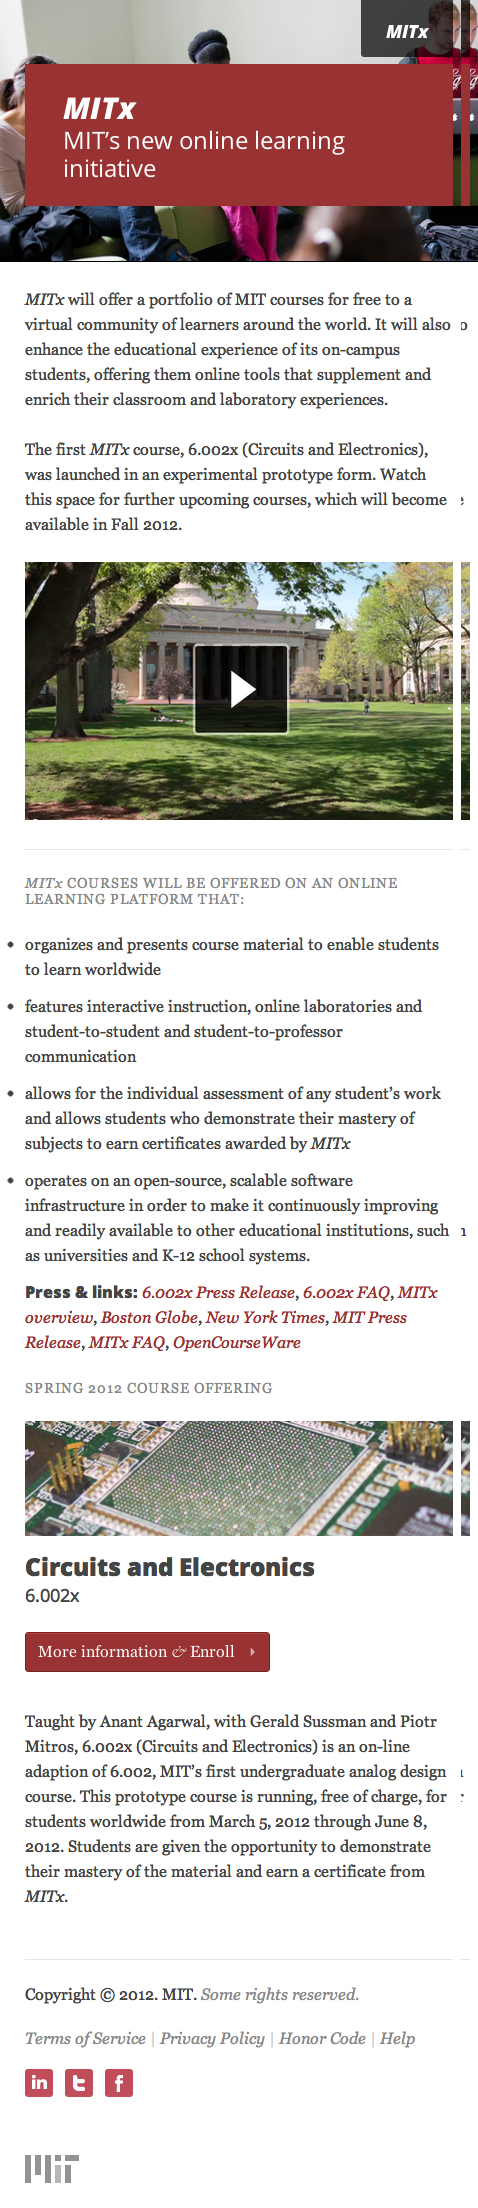 MITx
MITx
MIT's new online learning
initiative
MITx will offer a portfolio of MIT courses for free to a
virtual community of learners around the world. It will also
enhance the educational experience of its on-campus
students, offering them online tools that supplement and
enrich their classroom and laboratory experiences.
The first MITx course, 6.002x (Circuits and Electronics),
was launched in an experimental prototype form. Watch
this space for further upcoming courses, which will become
available in Fall 2012.
MITx COURSES WILL BE OFFERED ON AN ONLINE
LEARNING PLATFORM THAT:
• organizes and presents course material to enable students
to learn worldwide
• features interactive instruction, online laboratories and
student-to-student and student-to-professor
communication
• allows for the individual assessment of any student's work
and allows students who demonstrate their mastery of
subjects to earn certificates awarded by MITx
• operates on an open-source, scalable software
infrastructure in order to make it continuously improving
and readily available to other educational institutions, such
as universities and K-12 school systems.
Press & links: 6.002x Press Release, 6.002x FAQ, MITx
overview, Boston Globe, New York Times, MIT Press
Release, MITx FAQ, OpenCourseWare
SPRING 2012 COURSE OFFERING
Circuits and Electronics
6.002x
More information & Enroll
Taught by Anant Agarwal, with Gerald Sussman and Piotr
Mitros, 6.002x (Circuits and Electronics) is an on-line
adaption of 6.002, MIT's first undergraduate analog design
course. This prototype course is running, free of charge, for
students worldwide from March 5, 2012 through June 8,
2012. Students are given the opportunity to demonstrate
their mastery of the material and earn a certificate from
MITx.
Copyright © 2012. MIT. Some rights reserved.
Terms of Service | Privacy Policy | Honor Code | Help
in t f
MIT